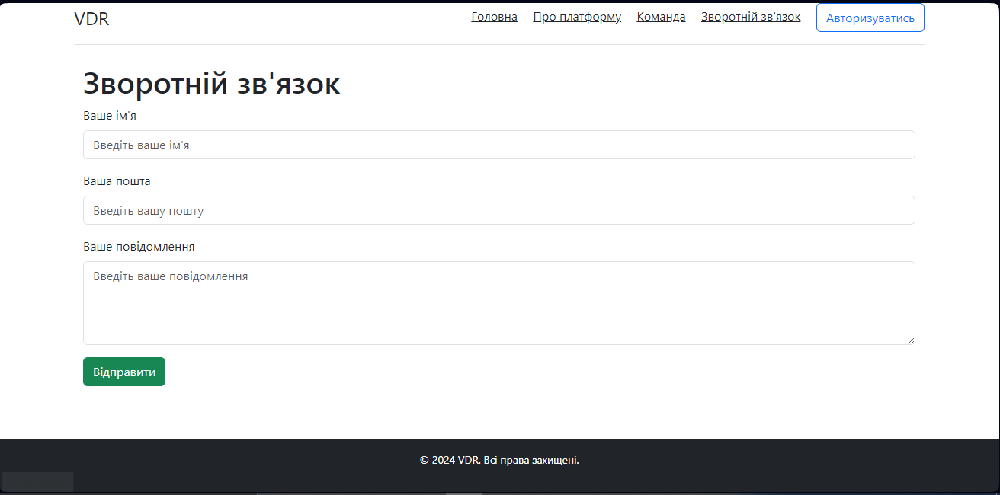 VDR Головна Про платформу Команда Зворотній зв'язок Авторизуватись
Зворотній зв'язок
Ваше ім'я
Введіть ваше ім'я
Ваша пошта
Введіть вашу пошту
Ваше повідомлення
Введіть ваше повідомлення
Відправити
© 2024 VDR. Всі права захищені.